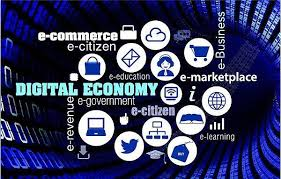 e-commerce
e-citizen
e-Business
e-education
e-marketplace
DIGITAL ECONOMY
e-government
e-citizen
e-revenue
e-learning